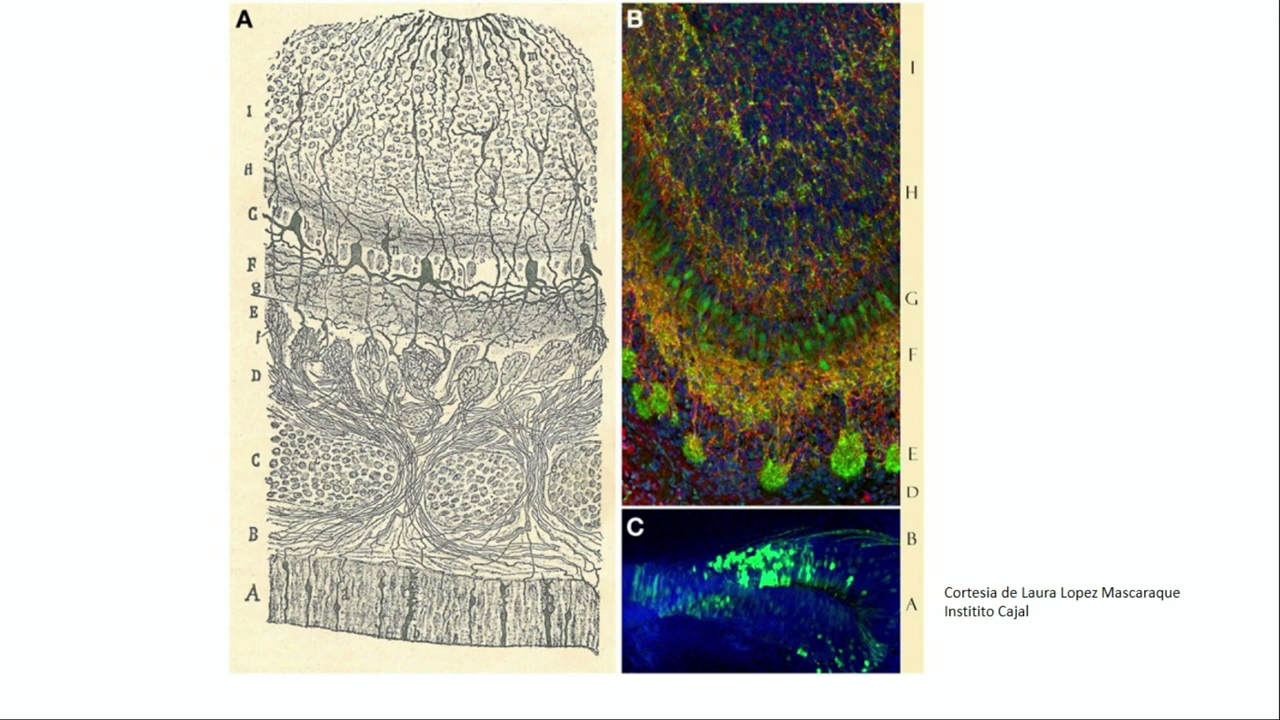 A
I
H
G
F
g
E
f
D
C
B
A
m
m
n
o
b
B
I
H
G
F
E
D
C
B
A
Cortesia de Laura Lopez Mascaraque
Institito Cajal